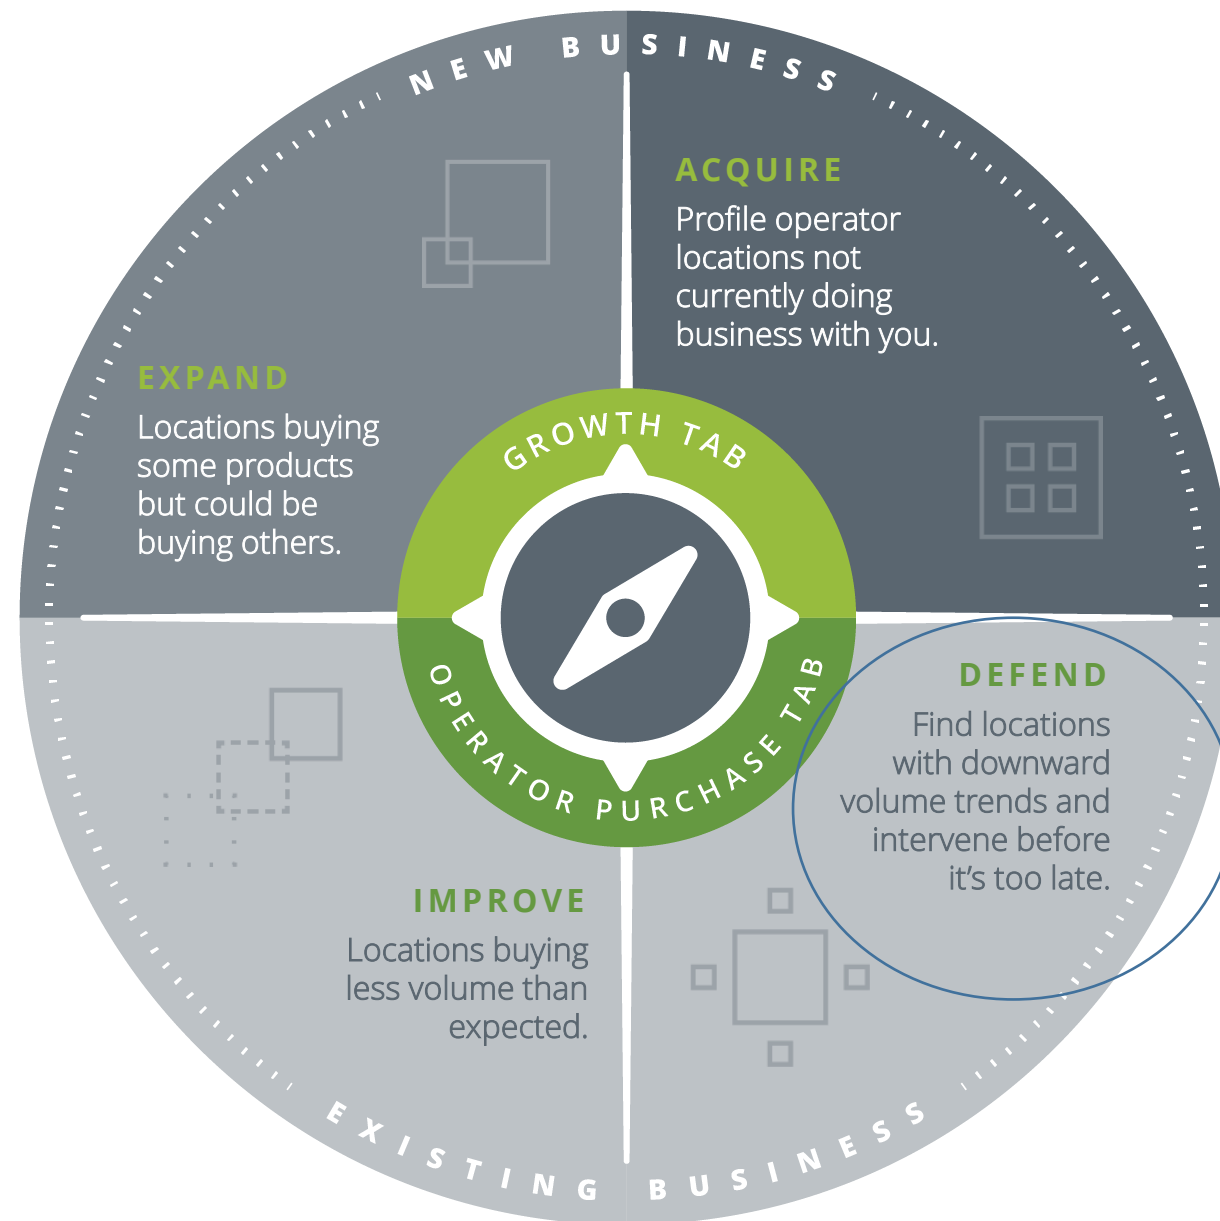 NEW BUSINESS
ACQUIRE
Profile operator
locations not
currently doing
business with you.
EXPAND
Locations buying
some products
but could be
buying others.
GROWTH TAB
OPERATOR PURCHASE TAB
DEFEND
Find locations
with downward
volume trends and
intervene before
it’s too late.
IMPROVE
Locations buying
less volume than
expected.
EXISTING BUSINESS